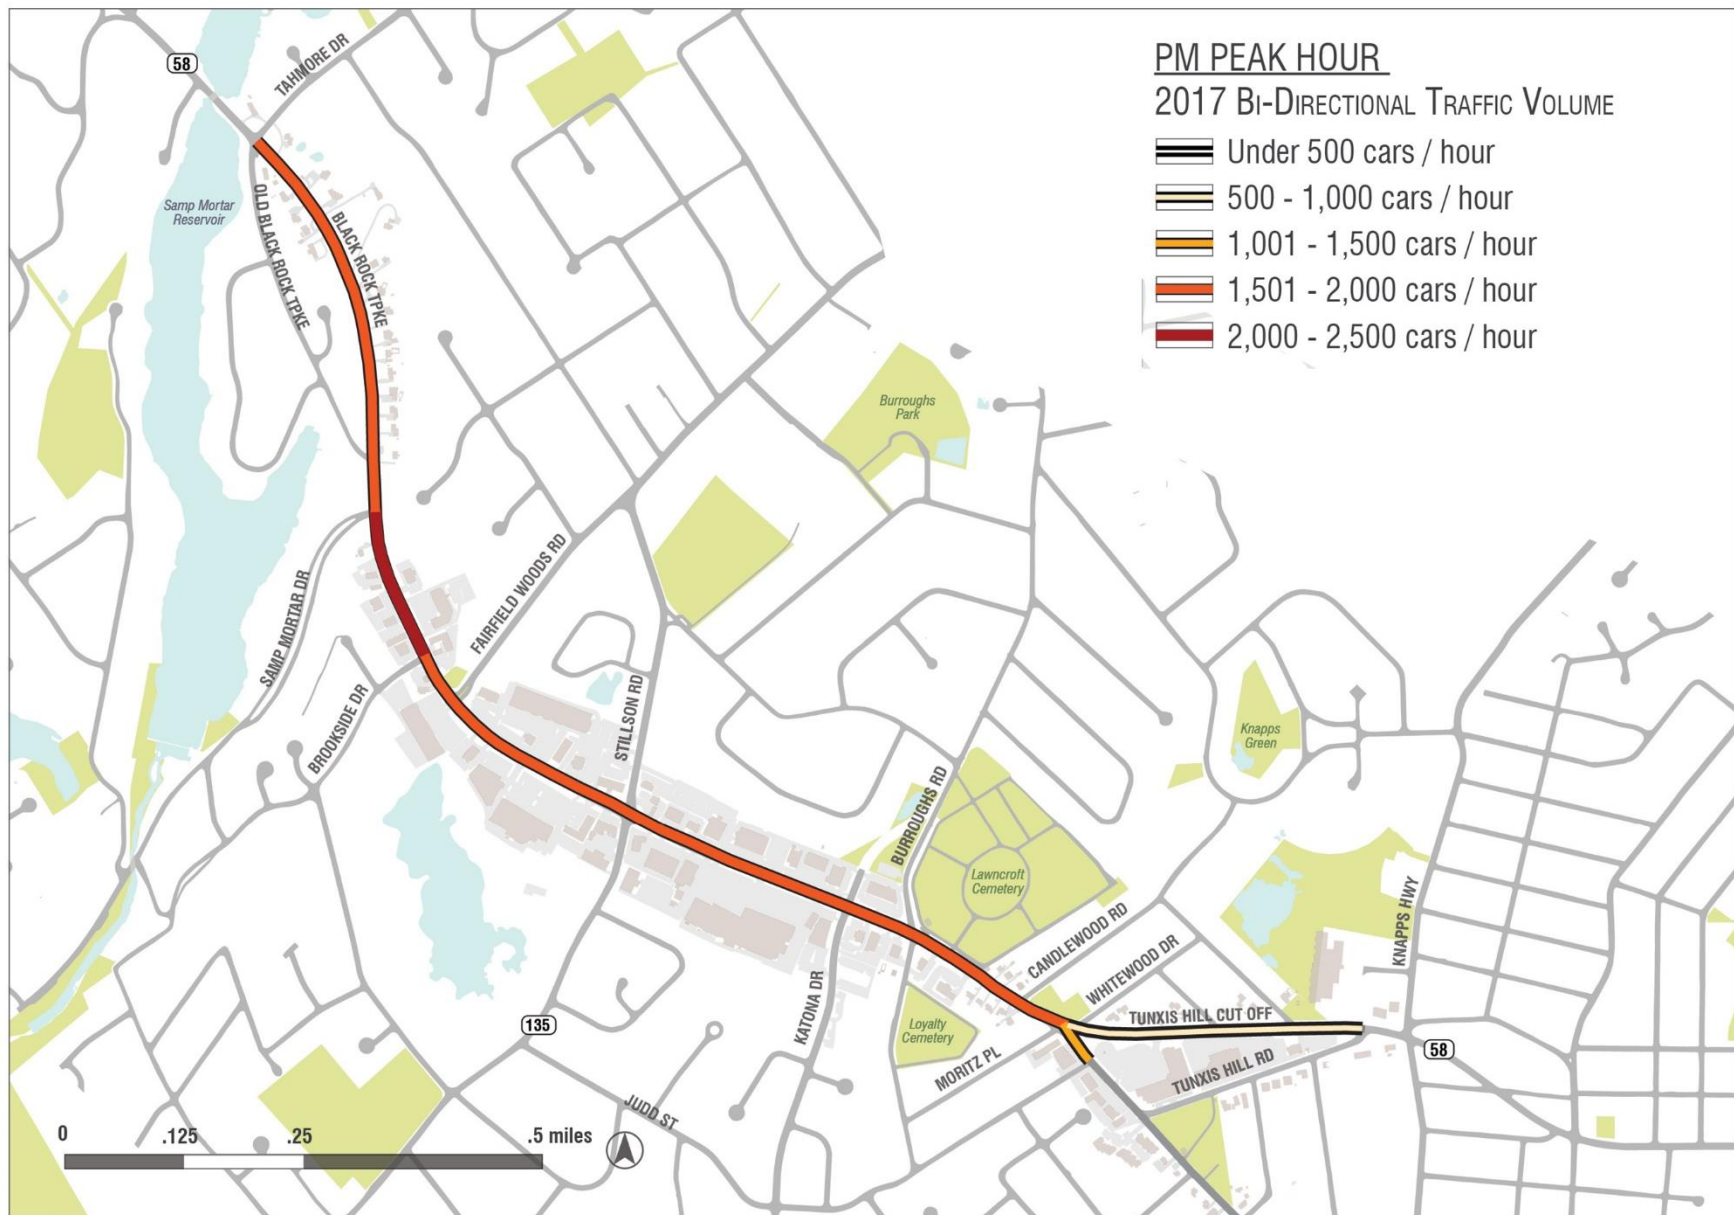 PM PEAK HOUR
2017 BI-DIRECTIONAL TRAFFIC VOLUME
Under 500 cars / hour
500 - 1,000 cars / hour
1,001 - 1,500 cars / hour
1,501 - 2,000 cars / hour
2,000 - 2,500 cars / hour
58
TAHMORE DR
Samp Mortar
Reservoir
OLD BLACK ROCK TPKE
BLACK ROCK TPKE
Burroughs
Park
FAIRFIELD WOODS RD
SAMP MORTAR DR
BROOKSIDE DR
STILLSON RD
Knapps
Green
BURROUGHS RD
Lawncroft
Cemetery
KNAPPS HWY
CANDLEWOOD RD
WHITEWOOD DR
KATONA DR
TUNXIS HILL CUT OFF
135
Loyalty
Cemetery
58
MORITZ PL
TUNXIS HILL RD
JUDD ST
0 .125 .25 .5 miles